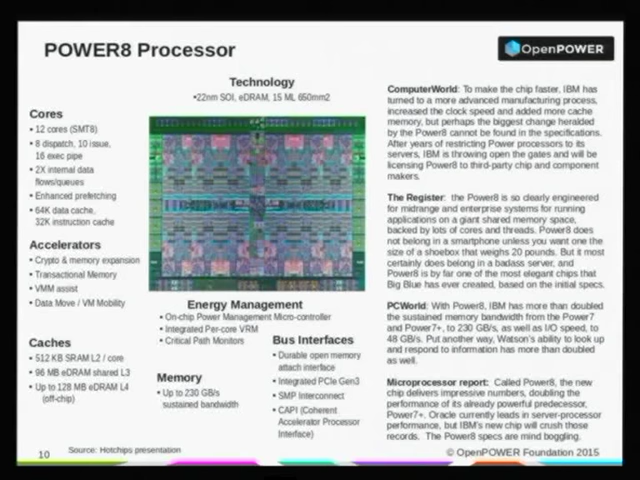 POWER8 Processor
OpenPOWER
Technology
•22nm SOI, eDRAM, 15 ML 650mm2
Cores
• 12 cores (SMT8)
• 8 dispatch, 10 issue,
16 exec pipe
• 2X internal data
flows/queues
• Enhanced prefetching
• 64K data cache,
32K instruction cache
Accelerators
• Crypto & memory expansion
• Transactional Memory
• VMM assist
• Data Move / VM Mobility
Caches
• 512 KB SRAM L2 / core
• 96 MB eDRAM shared L3
• Up to 128 MB eDRAM L4
(off-chip)
Energy Management
• On-chip Power Management Micro-controller
• Integrated Per-core VRM
• Critical Path Monitors
Memory
• Up to 230 GB/s
sustained bandwidth
Bus Interfaces
• Durable open memory
attach interface
• Integrated PCIe Gen3
• SMP Interconnect
• CAPI (Coherent
Accelerator Processor
Interface)
ComputerWorld: To make the chip faster, IBM has
turned to a more advanced manufacturing process,
increased the clock speed and added more cache
memory, but perhaps the biggest change heralded
by the Power8 cannot be found in the specifications.
After years of restricting Power processors to its
servers, IBM is throwing open the gates and will be
licensing Power8 to third-party chip and component
makers.
The Register: the Power8 is so clearly engineered
for midrange and enterprise systems for running
applications on a giant shared memory space,
backed by lots of cores and threads. Power8 does
not belong in a smartphone unless you want one the
size of a shoebox that weighs 20 pounds. But it most
certainly does belong in a badass server, and
Power8 is by far one of the most elegant chips that
Big Blue has ever created, based on the initial specs.
PCWorld: With Power8, IBM has more than doubled
the sustained memory bandwidth from the Power7
and Power7+, to 230 GB/s, as well as I/O speed, to
48 GB/s. Put another way, Watson's ability to look up
and respond to information has more than doubled
as well.
Microprocessor report: Called Power8, the new
chip delivers impressive numbers, doubling the
performance of its already powerful predecessor,
Power7+. Oracle currently leads in server-processor
performance, but IBM's new chip will crush those
records. The Power8 specs are mind boggling.
10
Source: Hotchips presentation
© OpenPOWER Foundation 2015